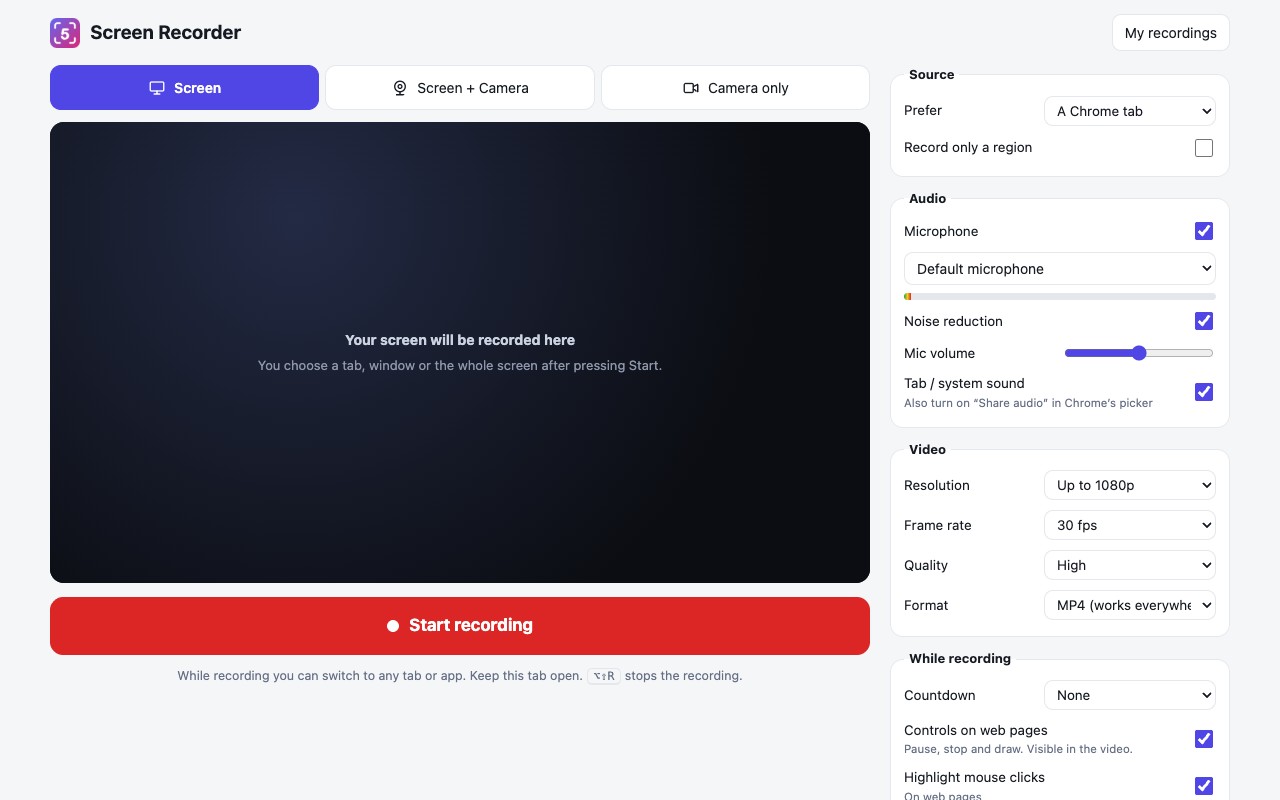 5
Screen Recorder
My recordings
Screen
Screen + Camera
Camera only
Your screen will be recorded here
You choose a tab, window or the whole screen after pressing Start.
Start recording
While recording you can switch to any tab or app. Keep this tab open. ⌥⇧R stops the recording.
Source
Prefer
A Chrome tab
Record only a region
Audio
Microphone
Default microphone
Noise reduction
Mic volume
Tab / system sound
Also turn on “Share audio” in Chrome’s picker
Video
Resolution
Up to 1080p
Frame rate
30 fps
Quality
High
Format
MP4 (works everywhe
While recording
Countdown
None
Controls on web pages
Pause, stop and draw. Visible in the video.
Highlight mouse clicks
On web pages